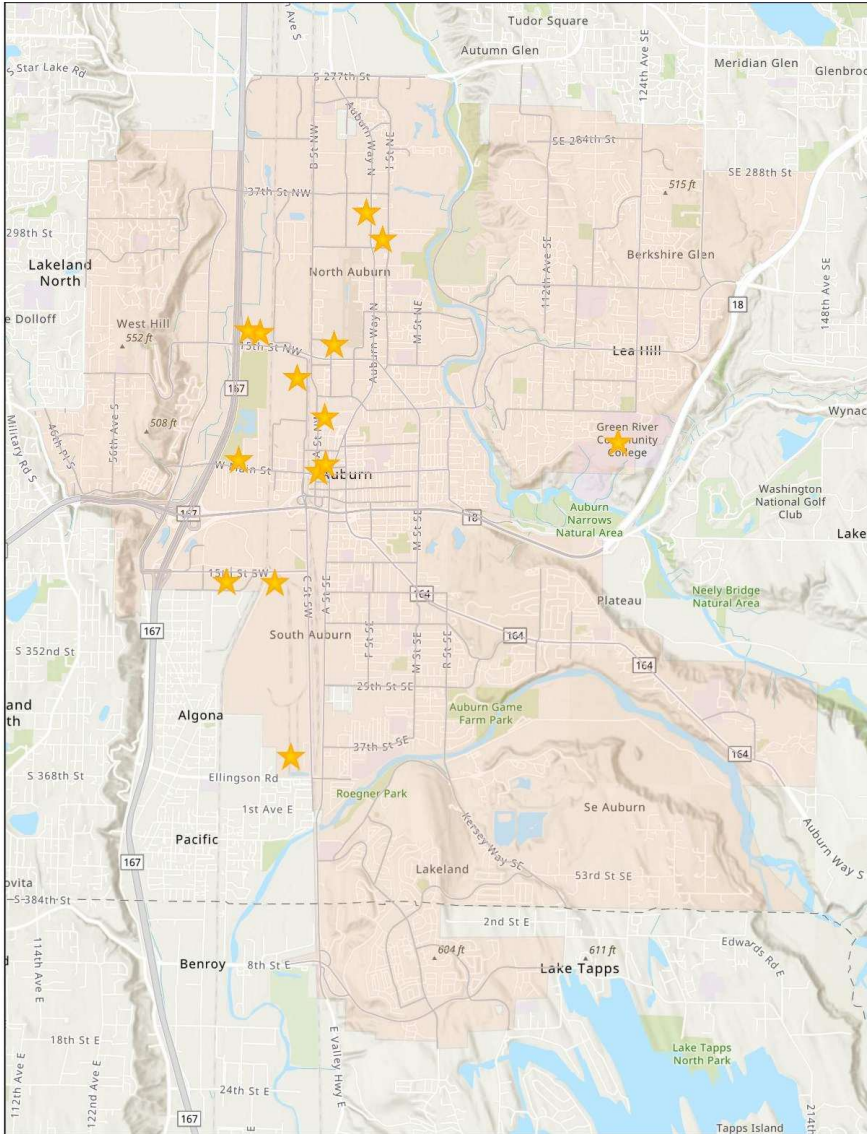 Tudor Square
Autumn Glen
124th Ave SE
Meridian Glen
Glenbroo
S Star Lake Rd
S 277th St
Auburn Way N
I St NE
B St NW
37th St NW
SE 284th St
SE 288th St
515 ft
298th St
Lakeland
North
North Auburn
Berkshire Glen
112th Ave SE
148th Ave SE
18
e Dolloff
West Hill
552 ft
15th St NW
Auburn Way N
M St NE
Lea Hill
167
508 ft
56th Ave S
46th Pl S
Military Rd S
A St NW
Green River
Community
College
Wynac
W Main St
Auburn
Washington
National Golf
Club
167
18
M St SE
Auburn
Narrows
Natural Area
Lake
15th St SW
C St SW
A St SE
164
Plateau
Neely Bridge
Natural Area
167
S 352nd St
South Auburn
F St SE
M St SE
R St SE
164
164
and
th
Algona
25th St SE
Auburn Game
Farm Park
37th St SE
164
S 368th St
Ellingson Rd
1st Ave E
Roegner Park
Se Auburn
Kersey Way SE
Auburn Way S
Pacific
167
Lakeland
53rd St SE
ovita
S 384th St
2nd St E
114th Ave E
Benroy
8th St E
604 ft
611 ft
Lake Tapps
Edwards Rd E
18th St E
E Valley Hwy E
Lake Tapps
North Park
112th Ave E
122nd Ave E
24th St E
214th
167
Tapps Island